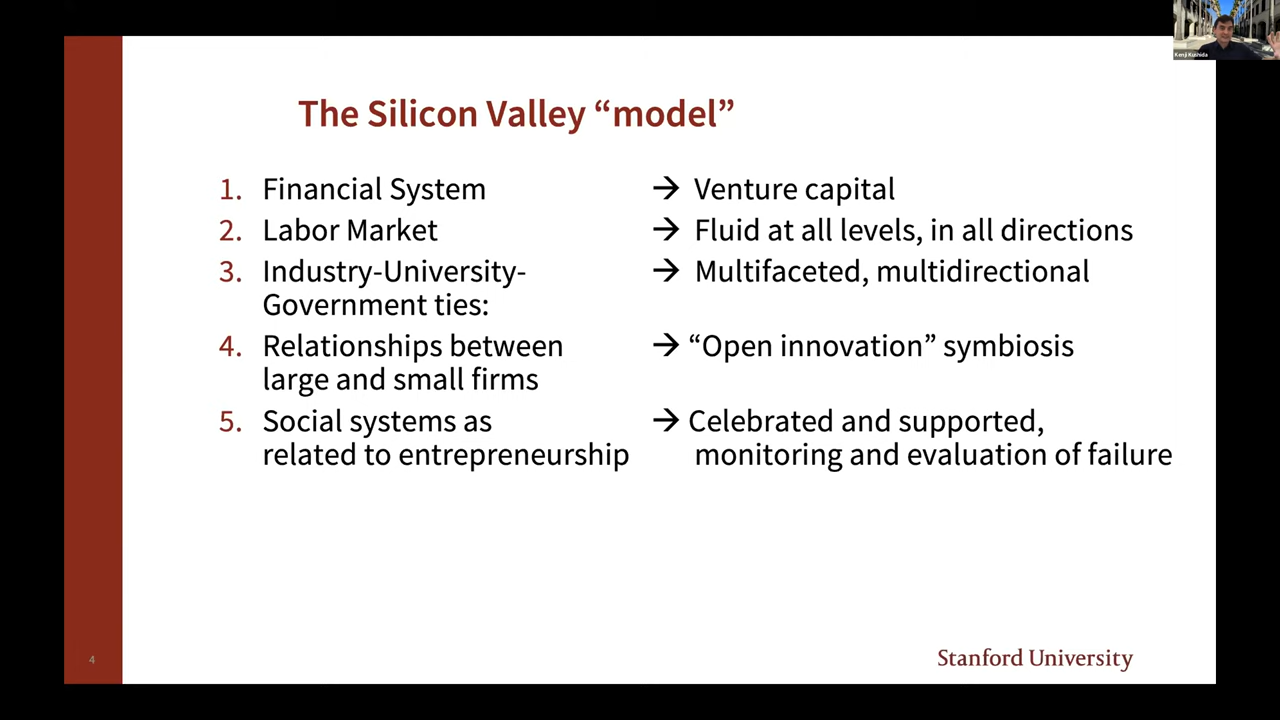 Kenji Kushida
The Silicon Valley “model”
1. Financial System → Venture capital
2. Labor Market → Fluid at all levels, in all directions
3. Industry-University- → Multifaceted, multidirectional
Government ties:
4. Relationships between → “Open innovation” symbiosis
large and small firms
5. Social systems as → Celebrated and supported,
related to entrepreneurship monitoring and evaluation of failure
4
Stanford University